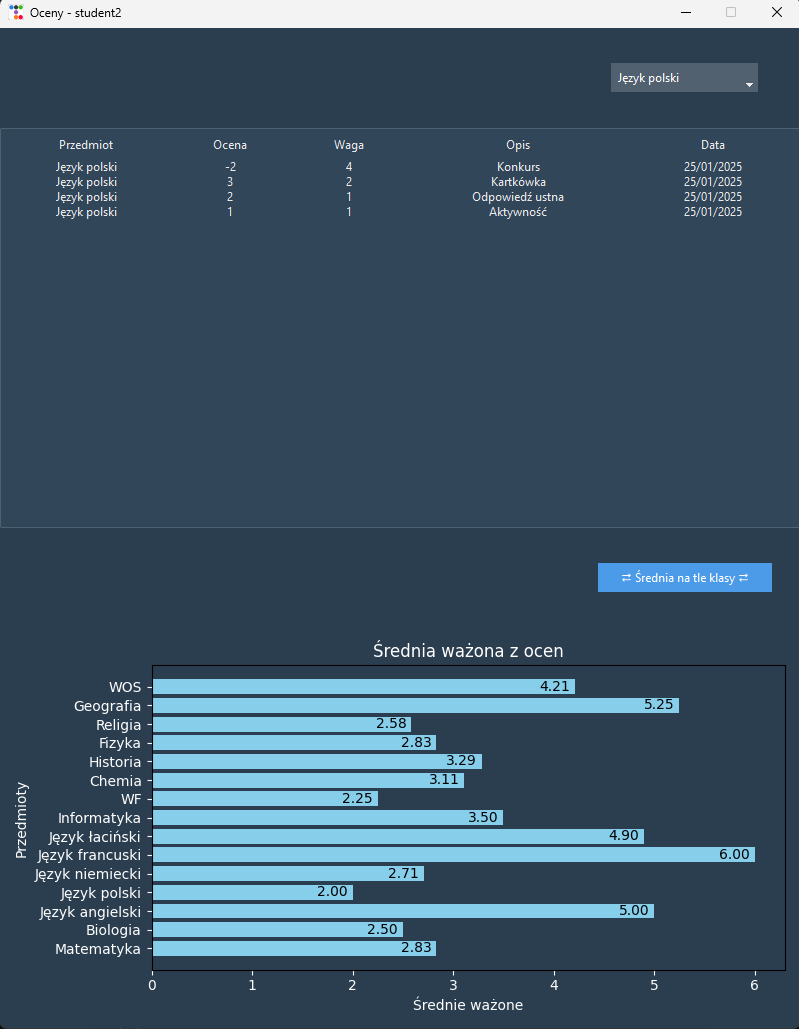 Oceny - student2
Język polski
Przedmiot Ocena Waga Opis Data
Język polski -2 4 Konkurs 25/01/2025
Język polski 3 2 Kartkówka 25/01/2025
Język polski 2 1 Odpowiedź ustna 25/01/2025
Język polski 1 1 Aktywność 25/01/2025
⇄ Średnia na tle klasy ⇄
Średnia ważona z ocen
WOS 4.21
Geografia 5.25
Religia 2.58
Fizyka 2.83
Historia 3.29
Chemia 3.11
WF 2.25
Informatyka 3.50
Język łaciński 4.90
Język francuski 6.00
Język niemiecki 2.71
Język polski 2.00
Język angielski 5.00
Biologia 2.50
Matematyka 2.83
Przedmioty
0 1 2 3 4 5 6
Średnie ważone